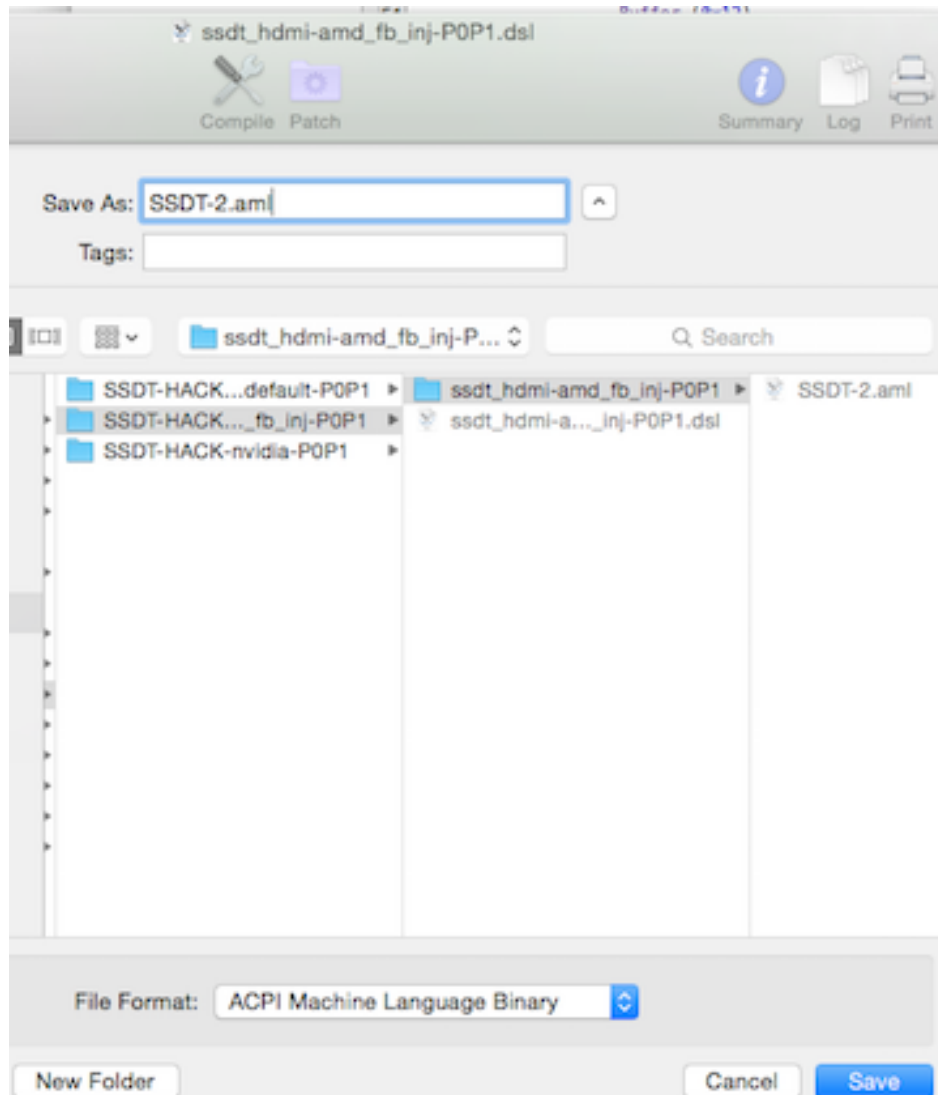 Buffer (0x12)
ssdt_hdmi-amd_fb_inj-P0P1.dsl
Compile Patch Summary Log Print
Save As: SSDT-2.aml
Tags:
ssdt_hdmi-amd_fb_inj-P... Search
SSDT-HACK...default-P0P1 ssdt_hdmi-amd_fb_inj-P0P1 SSDT-2.aml
SSDT-HACK..._fb_inj-P0P1 ssdt_hdmi-a..._inj-P0P1.dsl
SSDT-HACK-nvidia-P0P1
File Format: ACPI Machine Language Binary
New Folder Cancel Save